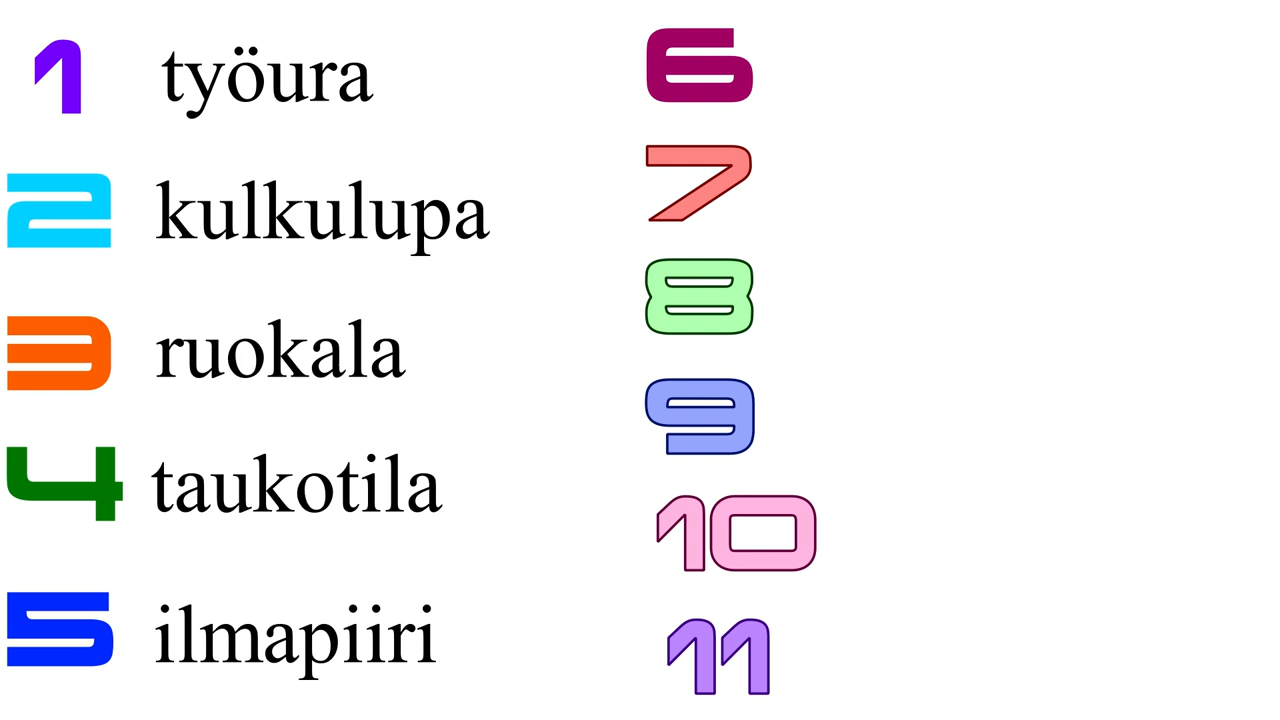 1 työura
2 kulkulupa
3 ruokala
4 taukotila
5 ilmapiiri
6
7
8
9
10
11